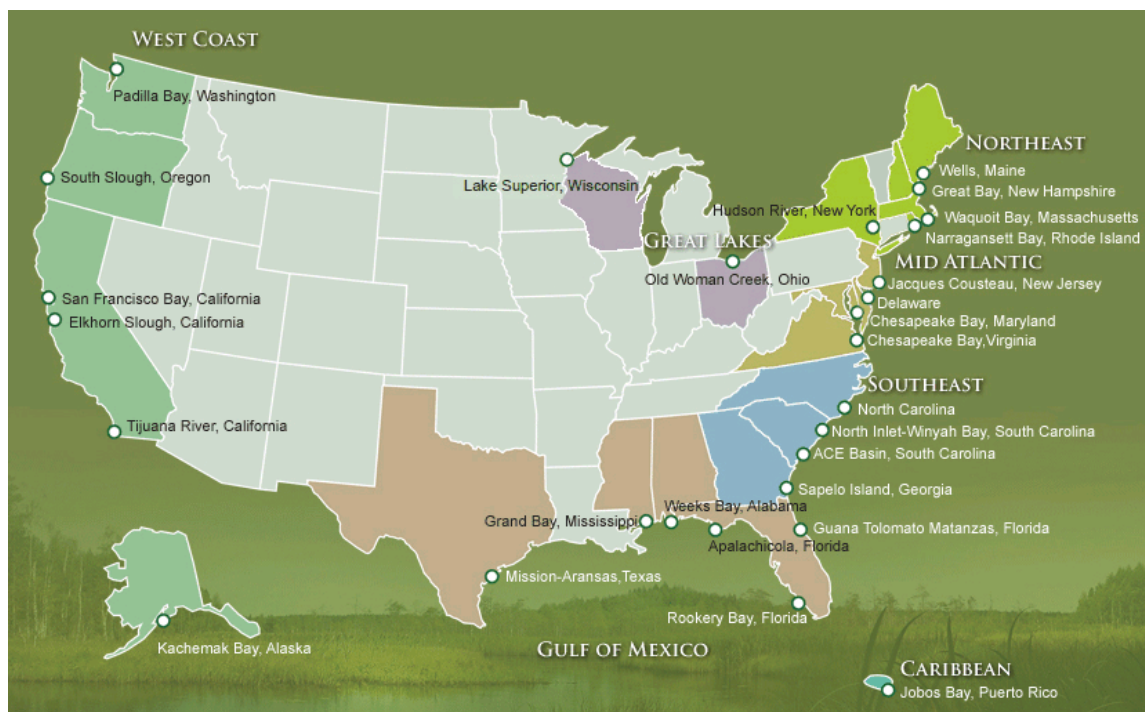 WEST COAST
Padilla Bay, Washington
South Slough, Oregon
San Francisco Bay, California
Elkhorn Slough, California
Tijuana River, California
Kachemak Bay, Alaska
Lake Superior, Wisconsin
GREAT LAKES
Old Woman Creek, Ohio
NORTHEAST
Wells, Maine
Great Bay, New Hampshire
Hudson River, New York
Waquoit Bay, Massachusetts
Narragansett Bay, Rhode Island
MID ATLANTIC
Jacques Cousteau, New Jersey
Delaware
Chesapeake Bay, Maryland
Chesapeake Bay,Virginia
SOUTHEAST
North Carolina
North Inlet-Winyah Bay, South Carolina
ACE Basin, South Carolina
Sapelo Island, Georgia
Guana Tolomato Matanzas, Florida
Weeks Bay, Alabama
Grand Bay, Mississippi
Apalachicola, Florida
Mission-Aransas,Texas
Rookery Bay, Florida
GULF OF MEXICO
CARIBBEAN
Jobos Bay, Puerto Rico